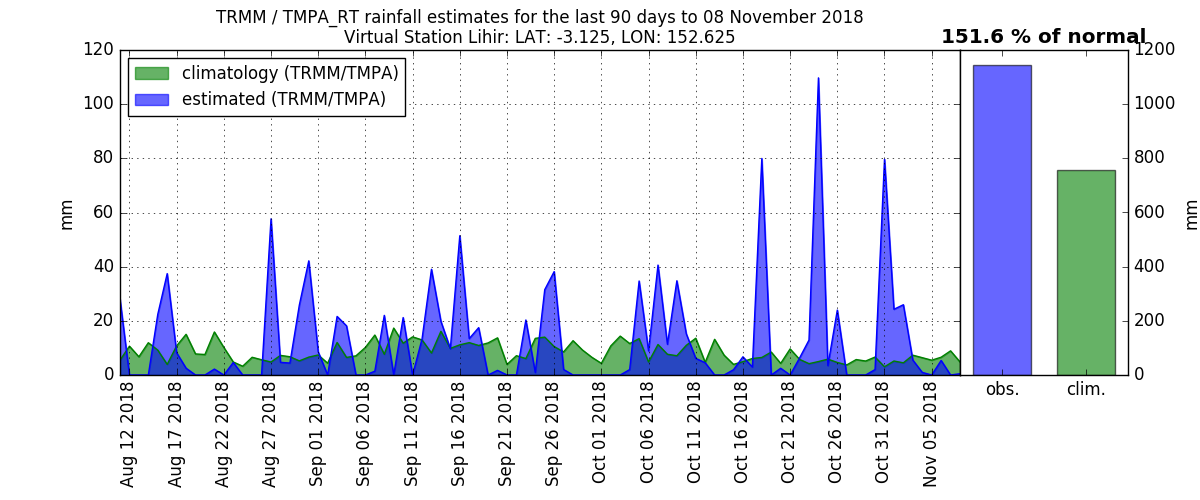 TRMM / TMPA_RT rainfall estimates for the last 90 days to 08 November 2018
Virtual Station Lihir: LAT: -3.125, LON: 152.625
151.6 % of normal
climatology (TRMM/TMPA)
estimated (TRMM/TMPA)
120
100
80
60
40
20
0
mm
1200
1000
800
600
400
200
0
mm
Aug 12 2018
Aug 17 2018
Aug 22 2018
Aug 27 2018
Sep 01 2018
Sep 06 2018
Sep 11 2018
Sep 16 2018
Sep 21 2018
Sep 26 2018
Oct 01 2018
Oct 06 2018
Oct 11 2018
Oct 16 2018
Oct 21 2018
Oct 26 2018
Oct 31 2018
Nov 05 2018
obs.
clim.